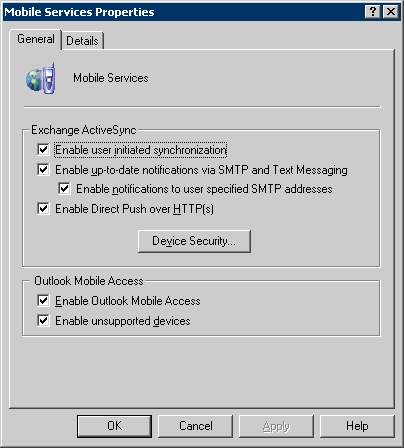 Mobile Services Properties
General
Details
Mobile Services
Exchange ActiveSync
Enable user initiated synchronization
Enable up-to-date notifications via SMTP and Text Messaging
Enable notifications to user specified SMTP addresses
Enable Direct Push over HTTP(s)
Device Security...
Outlook Mobile Access
Enable Outlook Mobile Access
Enable unsupported devices
OK
Cancel
Apply
Help